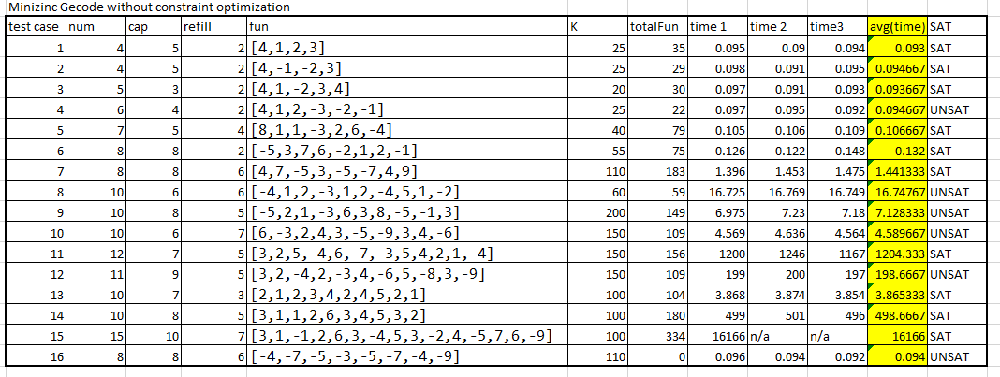 Minizinc Gecode without constraint optimization
test case num cap refill fun K totalFun time 1 time 2 time3 avg(time) SAT
1 4 5 2 [4,1,2,3] 25 35 0.095 0.09 0.094 0.093 SAT
2 4 5 2 [4,-1,-2,3] 25 29 0.098 0.091 0.095 0.094667 SAT
3 5 3 2 [4,1,-2,3,4] 20 30 0.097 0.091 0.093 0.093667 SAT
4 6 4 2 [4,1,2,-3,-2,-1] 25 22 0.097 0.095 0.092 0.094667 UNSAT
5 7 5 4 [8,1,1,-3,2,6,-4] 40 79 0.105 0.106 0.109 0.106667 SAT
6 8 8 2 [-5,3,7,6,-2,1,2,-1] 55 75 0.126 0.122 0.148 0.132 SAT
7 8 8 6 [4,7,-5,3,-5,-7,4,9] 110 183 1.396 1.453 1.475 1.441333 SAT
8 10 6 6 [-4,1,2,-3,1,2,-4,5,1,-2] 60 59 16.725 16.769 16.749 16.74767 UNSAT
9 10 8 5 [-5,2,1,-3,6,3,8,-5,-1,3] 200 149 6.975 7.23 7.18 7.128333 UNSAT
10 10 6 7 [6,-3,2,4,3,-5,-9,3,4,-6] 150 109 4.569 4.636 4.564 4.589667 UNSAT
11 12 7 5 [3,2,5,-4,6,-7,-3,5,4,2,1,-4] 150 156 1200 1246 1167 1204.333 SAT
12 11 9 5 [3,2,-4,2,-3,4,-6,5,-8,3,-9] 150 109 199 200 197 198.6667 UNSAT
13 10 7 3 [2,1,2,3,4,2,4,5,2,1] 100 104 3.868 3.874 3.854 3.865333 SAT
14 10 8 5 [3,1,1,2,6,3,4,5,3,2] 100 180 499 501 496 498.6667 SAT
15 15 10 7 [3,1,-1,2,6,3,-4,5,3,-2,4,-5,7,6,-9] 100 334 16166 n/a n/a 16166 SAT
16 8 8 6 [-4,-7,-5,-3,-5,-7,-4,-9] 110 0 0.096 0.094 0.092 0.094 UNSAT